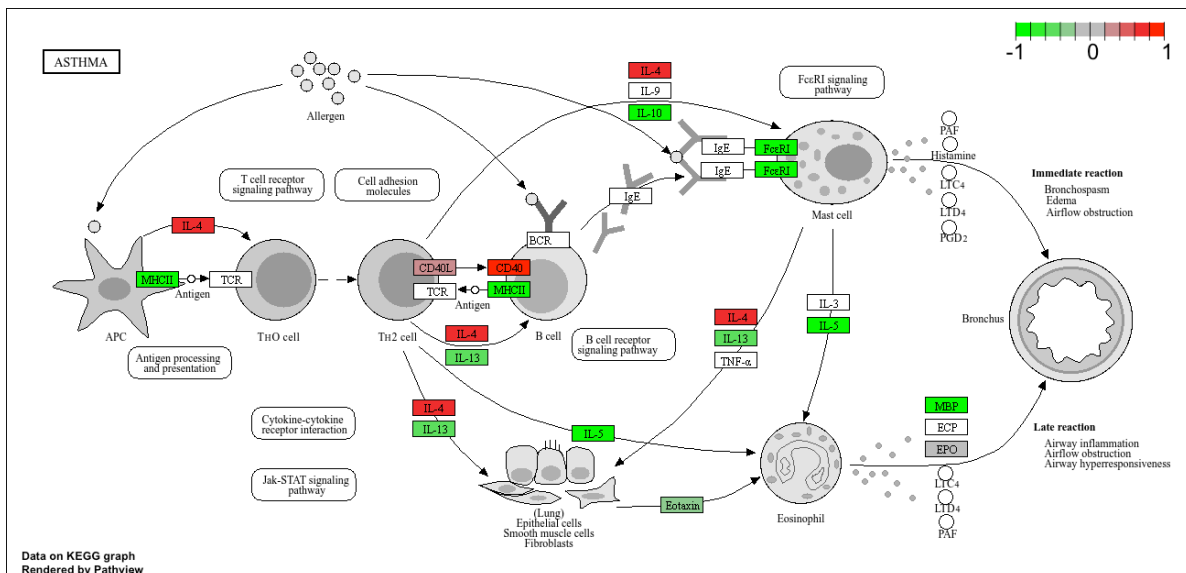 ASTHMA
-1 0 1
Allergen
IL-4
IL-9
IL-10
FcεRI signaling
pathway
T cell receptor
signaling pathway
Cell adhesion
molecules
IgE
FcεRI
IgE
FcεRI
IgE
Mast cell
PAF
Histamine
LTC4
LTD4
PGD2
Immediate reaction
Bronchospasm
Edema
Airflow obstruction
IL-4
MHCII
Antigen
TCR
APC
TH0 cell
CD40L
CD40
TCR
MHCII
Antigen
BCR
TH2 cell
B cell
IL-4
IL-13
B cell receptor
signaling pathway
Antigen processing
and presentation
IL-4
IL-13
TNF-α
IL-3
IL-5
Bronchus
Cytokine-cytokine
receptor interaction
IL-4
IL-13
IL-5
Jak-STAT signaling
pathway
(Lung)
Epithelial cells
Smooth muscle cells
Fibroblasts
Eotaxin
Eosinophil
MBP
ECP
EPO
LTC4
LTD4
PAF
Late reaction
Airway inflammation
Airflow obstruction
Airway hyperresponsiveness
Data on KEGG graph
Rendered by Pathview